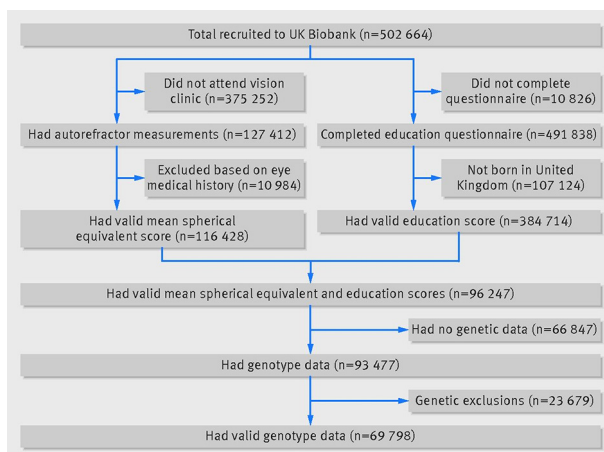 Total recruited to UK Biobank (n=502 664)
Did not attend vision
clinic (n=375 252)
Did not complete
questionnaire (n=10 826)
Had autorefractor measurements (n=127 412)
Completed education questionnaire (n=491 838)
Excluded based on eye
medical history (n=10 984)
Not born in United
Kingdom (n=107 124)
Had valid mean spherical
equivalent score (n=116 428)
Had valid education score (n=384 714)
Had valid mean spherical equivalent and education scores (n=96 247)
Had no genetic data (n=66 847)
Had genotype data (n=93 477)
Genetic exclusions (n=23 679)
Had valid genotype data (n=69 798)